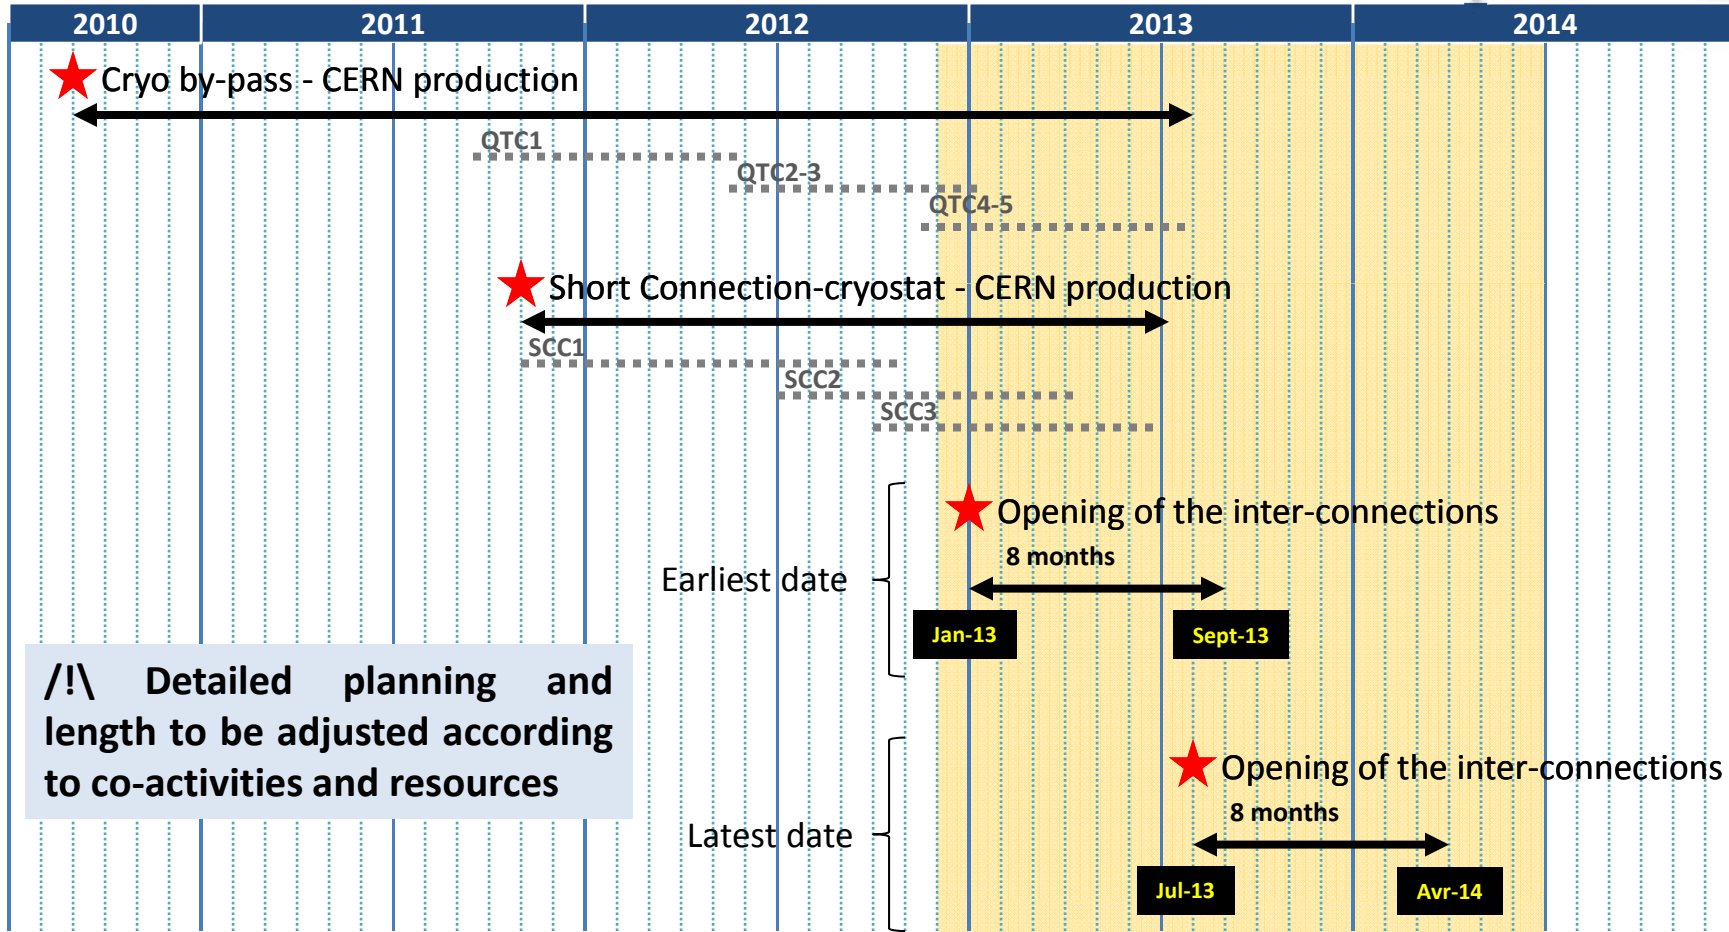 2010 2011 2012 2013 2014
Cryo by-pass - CERN production
QTC1
QTC2-3
QTC4-5
Short Connection-cryostat - CERN production
SCC1
SCC2
SCC3
Opening of the inter-connections
8 months
Earliest date
Jan-13 Sept-13
/!\ Detailed planning and
length to be adjusted according
to co-activities and resources
Opening of the inter-connections
8 months
Latest date
Jul-13 Avr-14